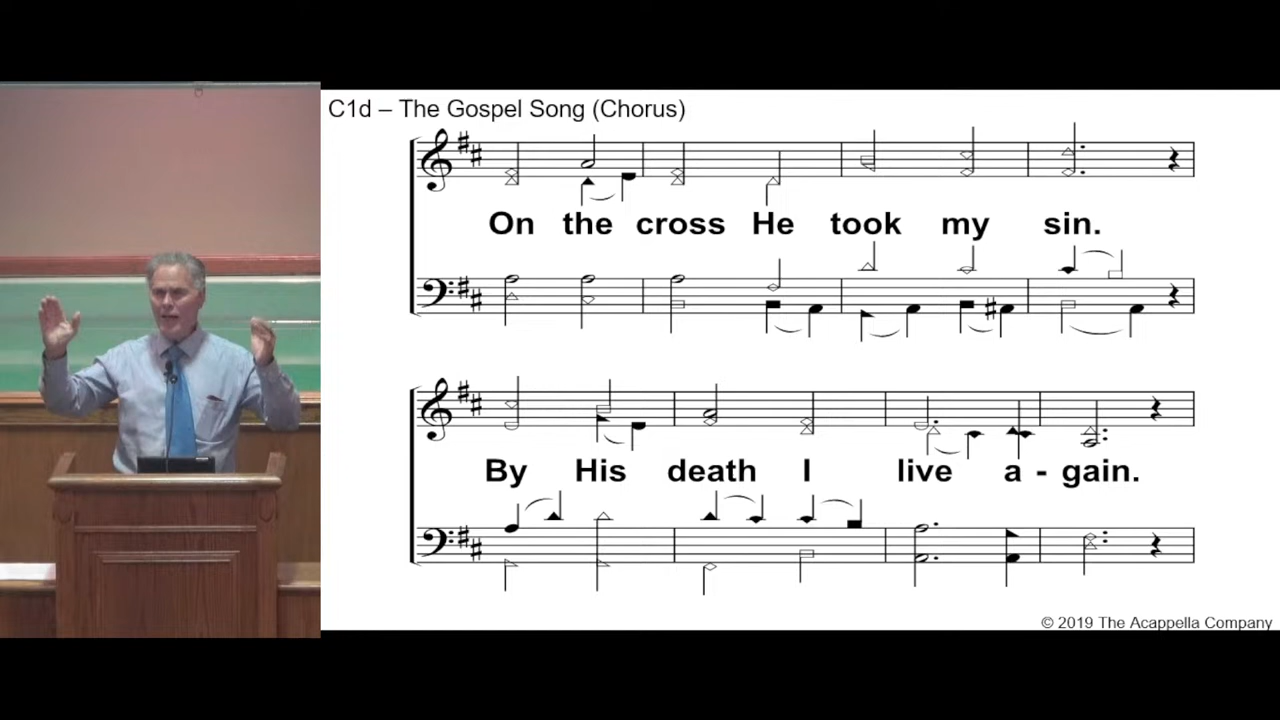 C1d – The Gospel Song (Chorus)
On the cross He took my sin.
By His death I live a - gain.
© 2019 The Acappella Company